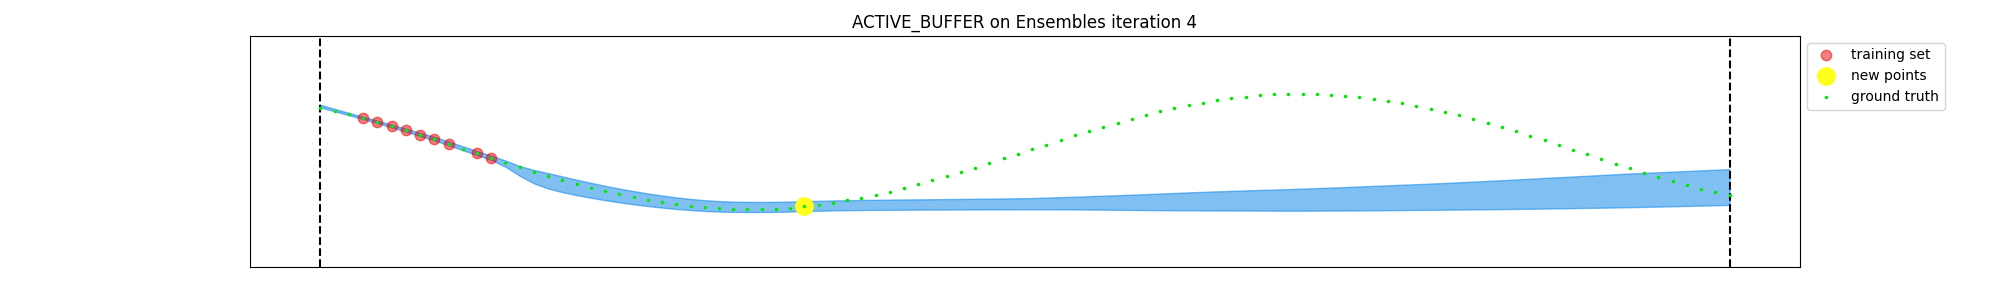 ACTIVE_BUFFER on Ensembles iteration 4
training set
new points
ground truth